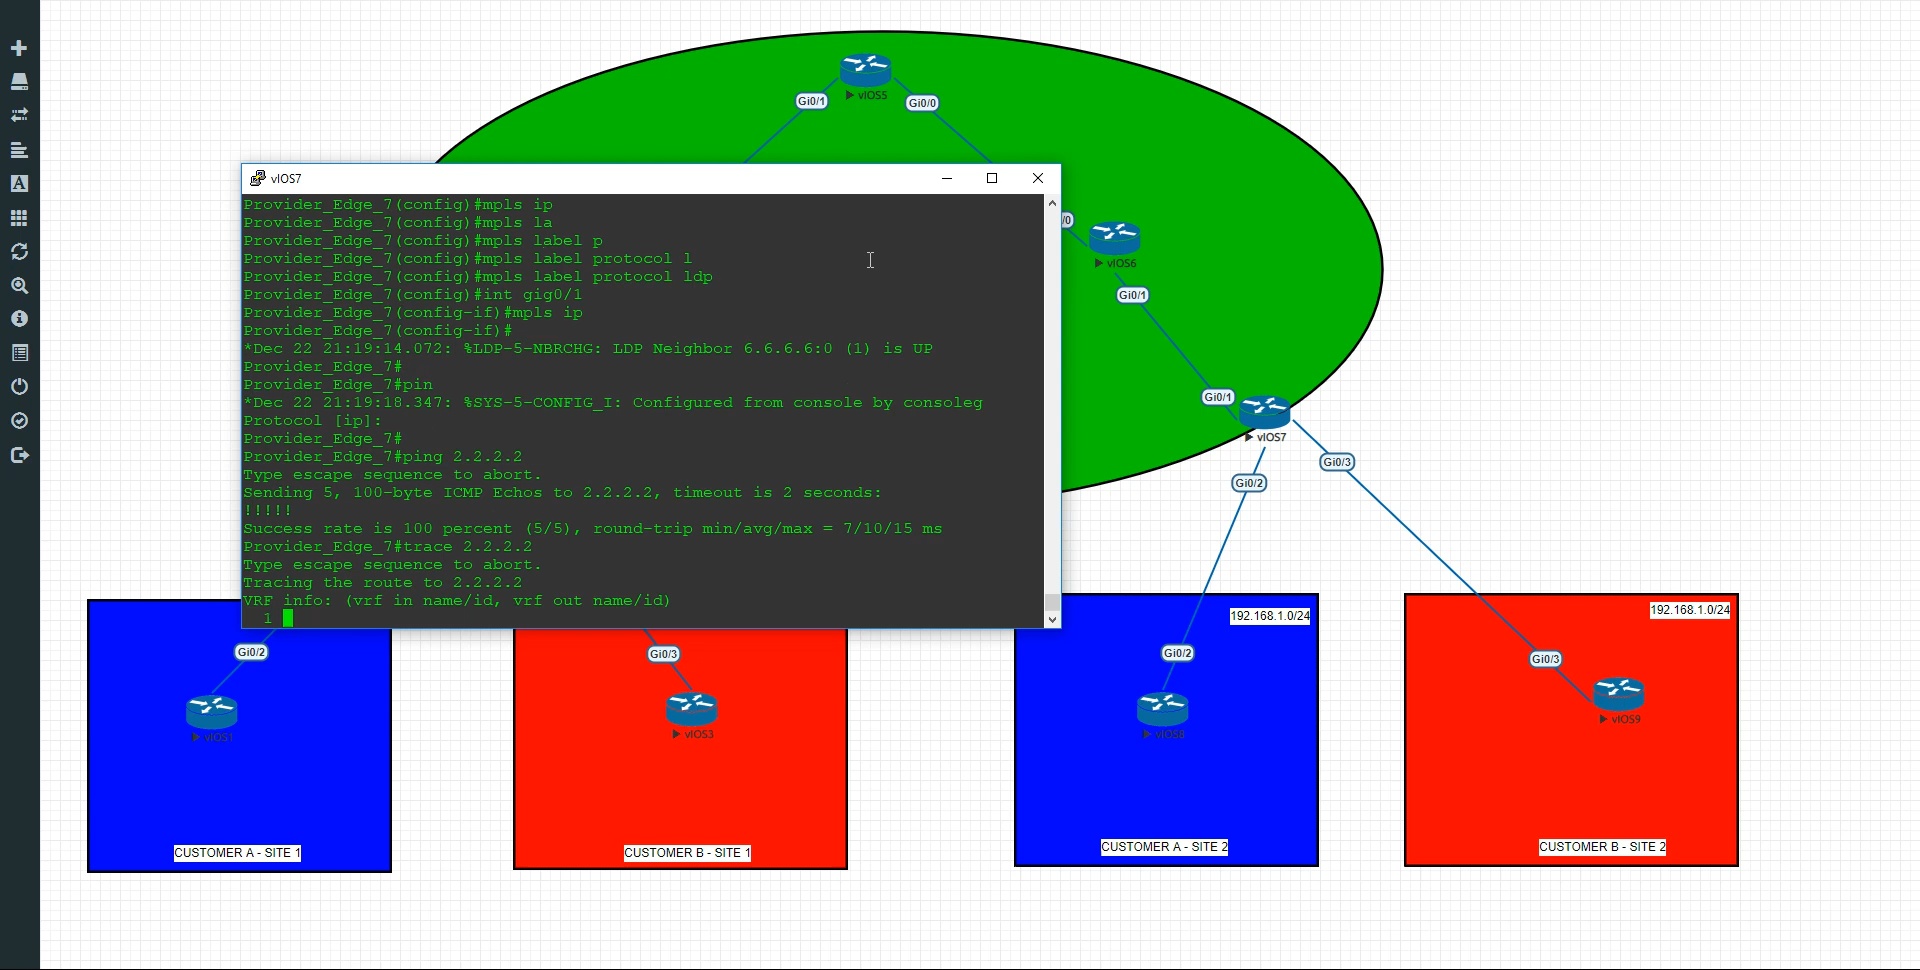 vIOS5
Gi0/1
Gi0/0
vIOS7
Provider_Edge_7(config)#mpls ip
Provider_Edge_7(config)#mpls la
Provider_Edge_7(config)#mpls label p
Provider_Edge_7(config)#mpls label protocol l
Provider_Edge_7(config)#mpls label protocol ldp
Provider_Edge_7(config)#int gig0/1
Provider_Edge_7(config-if)#mpls ip
Provider_Edge_7(config-if)#
*Dec 22 21:19:14.072: %LDP-5-NBRCHG: LDP Neighbor 6.6.6.6:0 (1) is UP
Provider_Edge_7#
Provider_Edge_7#pin
*Dec 22 21:19:18.347: %SYS-5-CONFIG_I: Configured from console by consoleg
Protocol [ip]:
Provider_Edge_7#
Provider_Edge_7#ping 2.2.2.2
Type escape sequence to abort.
Sending 5, 100-byte ICMP Echos to 2.2.2.2, timeout is 2 seconds:
!!!!!
Success rate is 100 percent (5/5), round-trip min/avg/max = 7/10/15 ms
Provider_Edge_7#trace 2.2.2.2
Type escape sequence to abort.
Tracing the route to 2.2.2.2
VRF info: (vrf in name/id, vrf out name/id)
1
/0
vIOS6
Gi0/1
Gi0/1
vIOS7
Gi0/3
Gi0/2
Gi0/2
vIOS1
CUSTOMER A - SITE 1
Gi0/3
vIOS3
CUSTOMER B - SITE 1
192.168.1.0/24
Gi0/2
vIOS8
CUSTOMER A - SITE 2
192.168.1.0/24
Gi0/3
vIOS9
CUSTOMER B - SITE 2